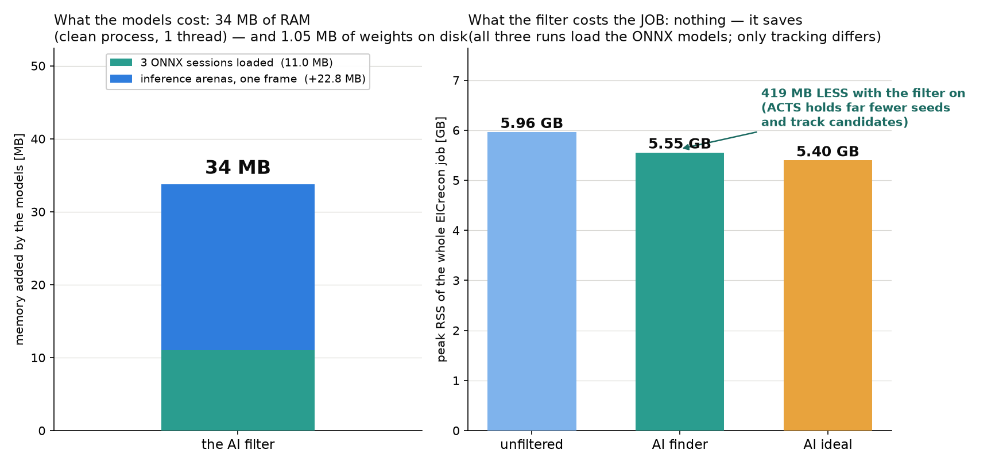 What the models cost: 34 MB of RAM
(clean process, 1 thread) — and 1.05 MB of weights on disk
50
40
30
20
10
0
memory added by the models [MB]
3 ONNX sessions loaded (11.0 MB)
inference arenas, one frame (+22.8 MB)
34 MB
the AI filter
What the filter costs the JOB: nothing — it saves
(all three runs load the ONNX models; only tracking differs)
7
6
5
4
3
2
1
0
peak RSS of the whole EICrecon job [GB]
419 MB LESS with the filter on
(ACTS holds far fewer seeds
and track candidates)
5.96 GB
5.55 GB
5.40 GB
unfiltered
AI finder
AI ideal